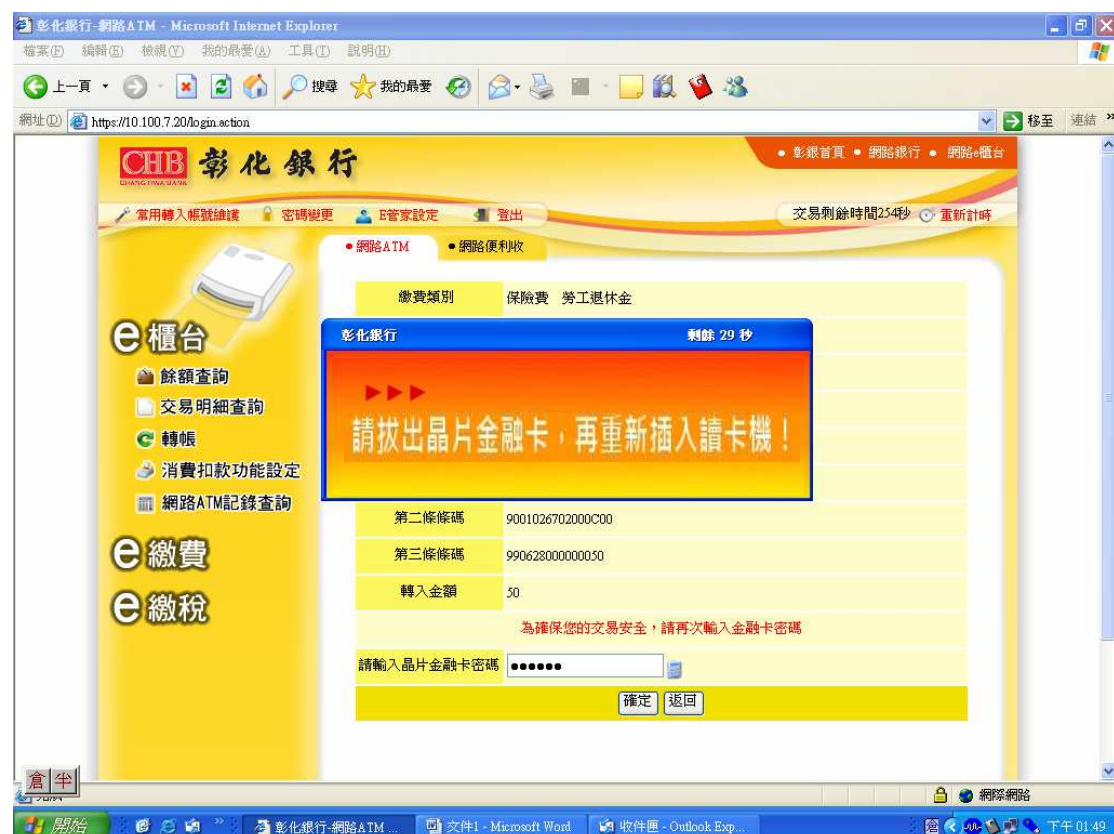 彰化銀行-網路ATM - Microsoft Internet Explorer
檔案(F) 編輯(E) 檢視(V) 我的最愛(A) 工具(T) 說明(H)
上一頁 搜尋 我的最愛
網址(D) https://10.100.7.20/login.action 移至 連結 »
CHB 彰化銀行
CHANG HWA BANK
• 彰銀首頁 • 網路銀行 • 網路e櫃台
常用轉入帳號維護 密碼變更 E管家設定 登出 交易剩餘時間254秒 重新計時
•網路ATM •網路便利收
繳費類別 保險費 勞工退休金
彰化銀行 剩餘 29 秒
►►►
請拔出晶片金融卡,再重新插入讀卡機!
e櫃台
餘額查詢
交易明細查詢
轉帳
消費扣款功能設定
網路ATM記錄查詢
e繳費
e繳稅
第二條條碼 9001026702000C00
第三條條碼 990628000000050
轉入金額 50
為確保您的交易安全,請再次輸入金融卡密碼
請輸入晶片金融卡密碼 ●●●●●●
確定 返回
倉 半
網際網路
開始 » 彰化銀行-網路ATM ... 文件1 - Microsoft Word 收件匣 - Outlook Exp... 下午 01:49